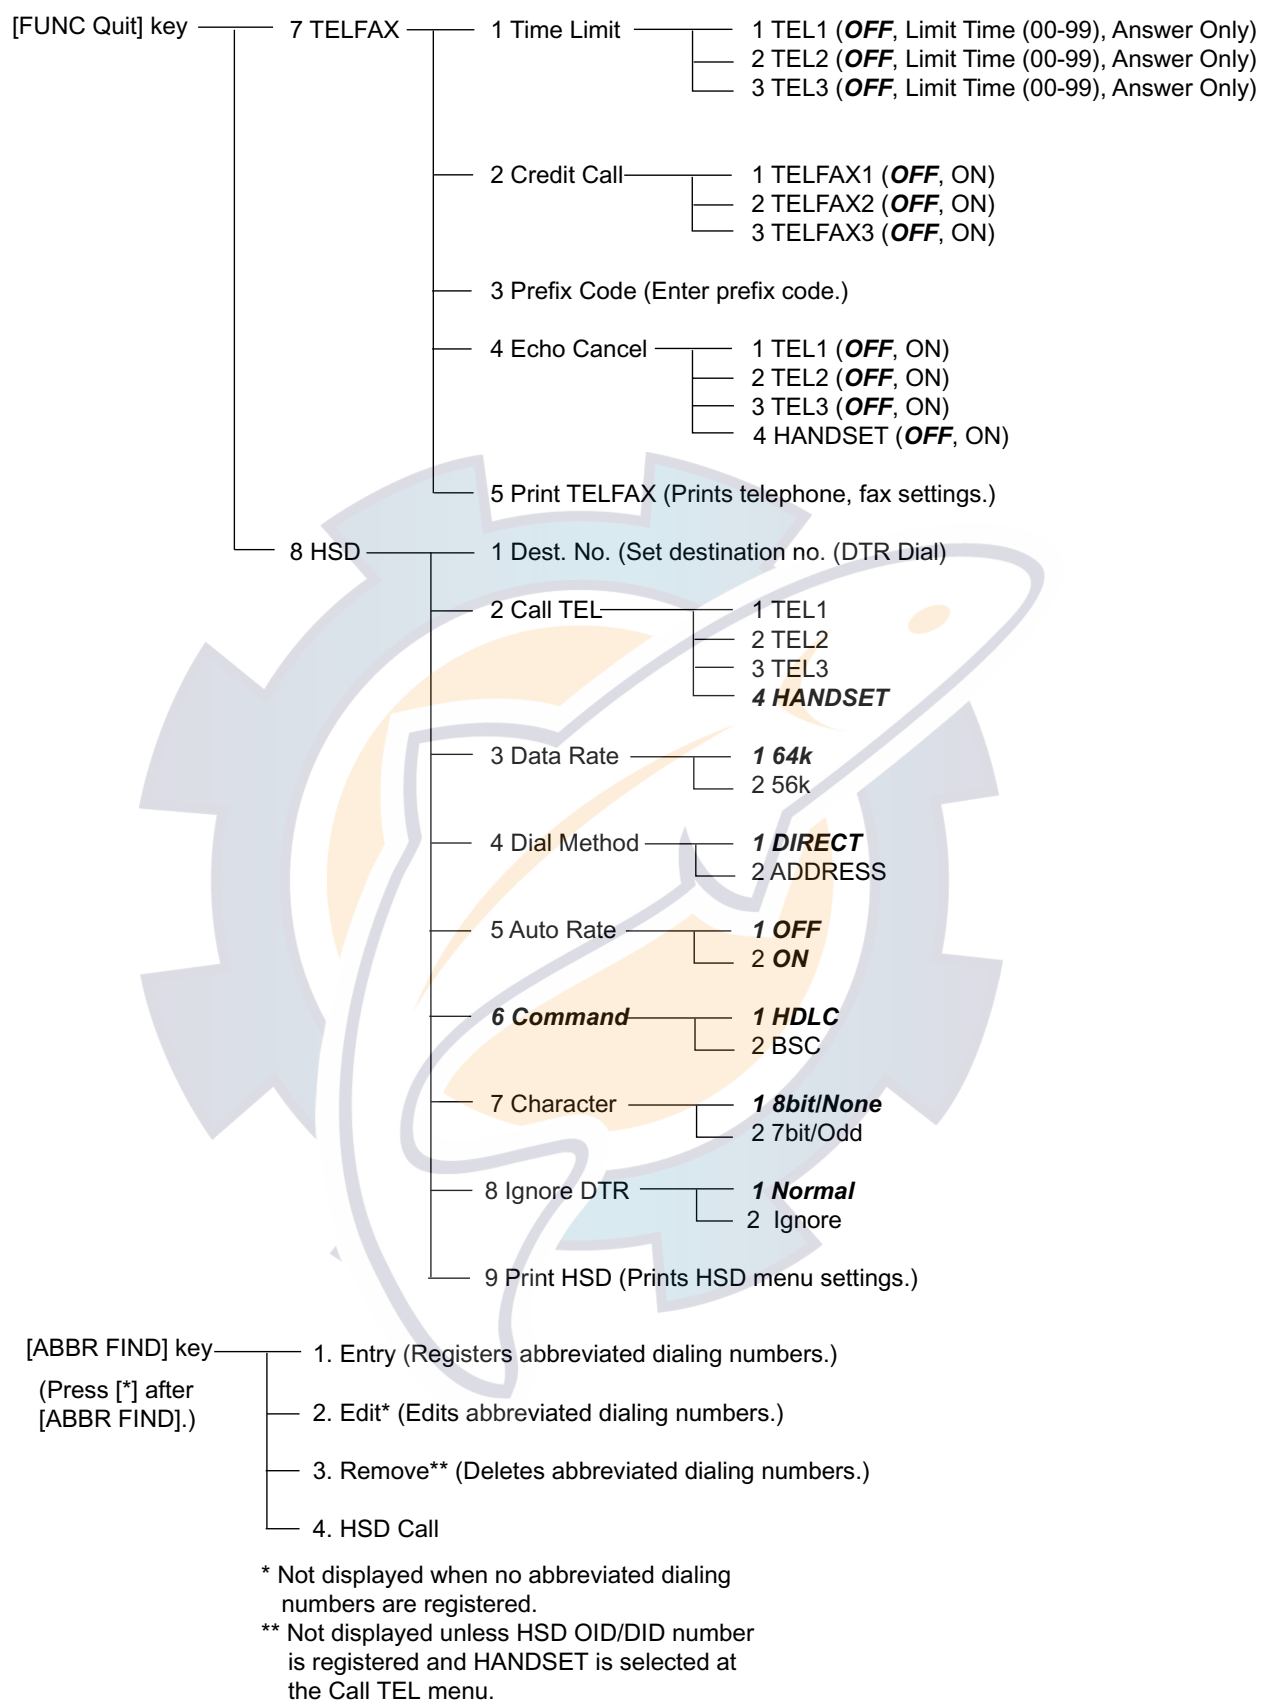 [FUNC Quit] key 7 TELFAX 1 Time Limit 1 TEL1 (OFF, Limit Time (00-99), Answer Only)
2 TEL2 (OFF, Limit Time (00-99), Answer Only)
3 TEL3 (OFF, Limit Time (00-99), Answer Only)
2 Credit Call 1 TELFAX1 (OFF, ON)
2 TELFAX2 (OFF, ON)
3 TELFAX3 (OFF, ON)
3 Prefix Code (Enter prefix code.)
4 Echo Cancel 1 TEL1 (OFF, ON)
2 TEL2 (OFF, ON)
3 TEL3 (OFF, ON)
4 HANDSET (OFF, ON)
5 Print TELFAX (Prints telephone, fax settings.)
8 HSD 1 Dest. No. (Set destination no. (DTR Dial)
2 Call TEL 1 TEL1
2 TEL2
3 TEL3
4 HANDSET
3 Data Rate 1 64k
2 56k
4 Dial Method 1 DIRECT
2 ADDRESS
5 Auto Rate 1 OFF
2 ON
6 Command 1 HDLC
2 BSC
7 Character 1 8bit/None
2 7bit/Odd
8 Ignore DTR 1 Normal
2 Ignore
9 Print HSD (Prints HSD menu settings.)
[ABBR FIND] key 1. Entry (Registers abbreviated dialing numbers.)
(Press [*] after
[ABBR FIND].)
2. Edit* (Edits abbreviated dialing numbers.)
3. Remove** (Deletes abbreviated dialing numbers.)
4. HSD Call
* Not displayed when no abbreviated dialing
numbers are registered.
** Not displayed unless HSD OID/DID number
is registered and HANDSET is selected at
the Call TEL menu.